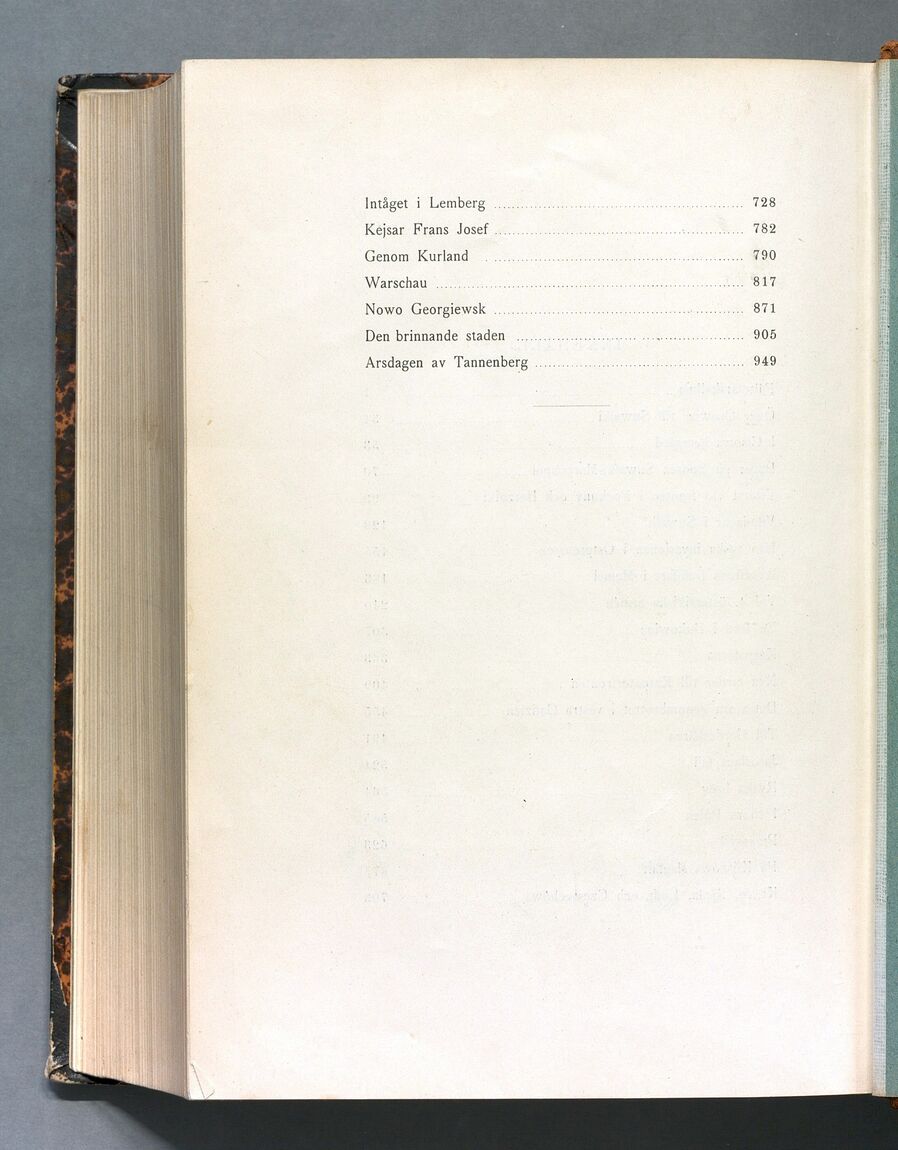 Intåget i Lemberg ........................................................ 728
Kejsar Frans Josef ........................................................ 782
Genom Kurland ........................................................ 790
Warschau ........................................................ 817
Nowo Georgiewsk ........................................................ 871
Den brinnande staden ........................................................ 905
Arsdagen av Tannenberg ........................................................ 949